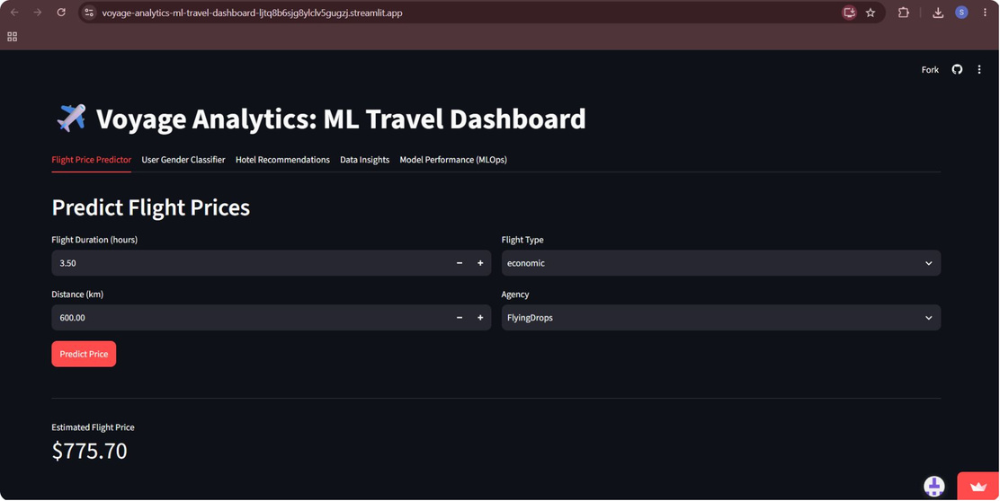 voyage-analytics-ml-travel-dashboard-ljtq8b6sjg8ylclv5gugzj.streamlit.app
S
Fork
Voyage Analytics: ML Travel Dashboard
Flight Price Predictor User Gender Classifier Hotel Recommendations Data Insights Model Performance (MLOps)
Predict Flight Prices
Flight Duration (hours) Flight Type
3.50 economic
Distance (km) Agency
600.00 FlyingDrops
Predict Price
Estimated Flight Price
$775.70